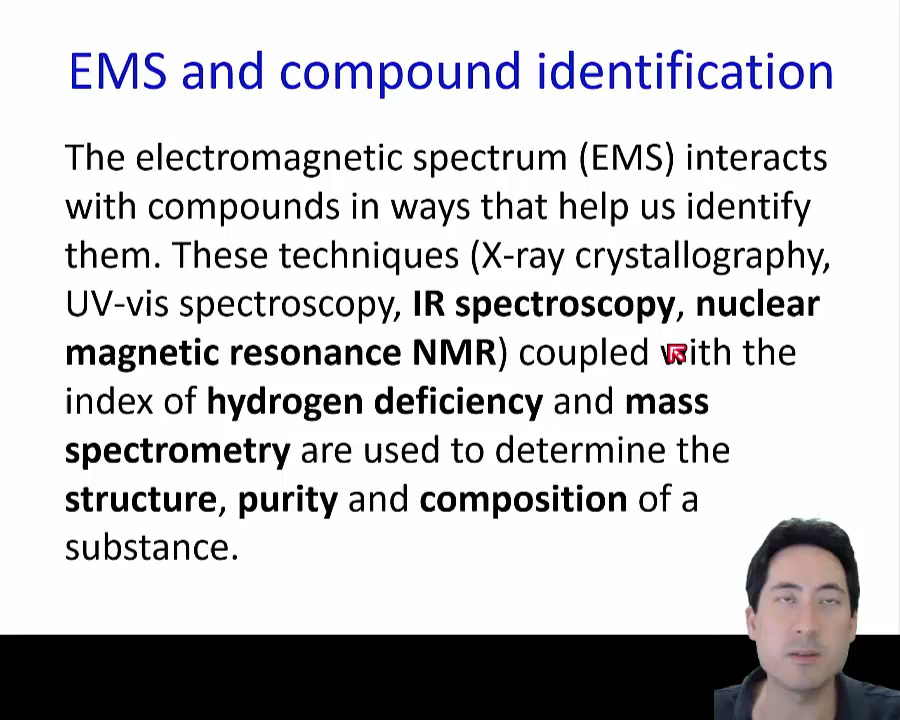 EMS and compound identification
The electromagnetic spectrum (EMS) interacts
with compounds in ways that help us identify
them. These techniques (X-ray crystallography,
UV-vis spectroscopy, IR spectroscopy, nuclear
magnetic resonance NMR) coupled with the
index of hydrogen deficiency and mass
spectrometry are used to determine the
structure, purity and composition of a
substance.